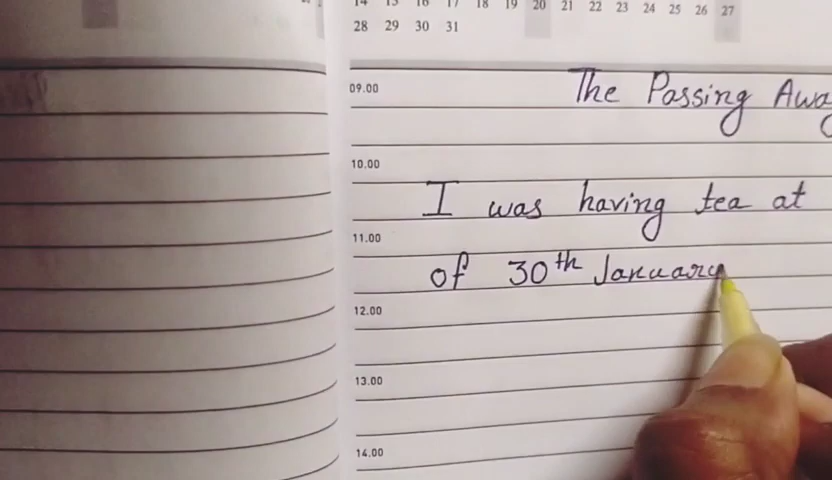 28 29 30 31
15 16 17 18 19 20 21 22 23 24 25 26 27
09.00
The Passing
10.00
I was having tea at
11.00
of 30th January
12.00
13.00
14.00